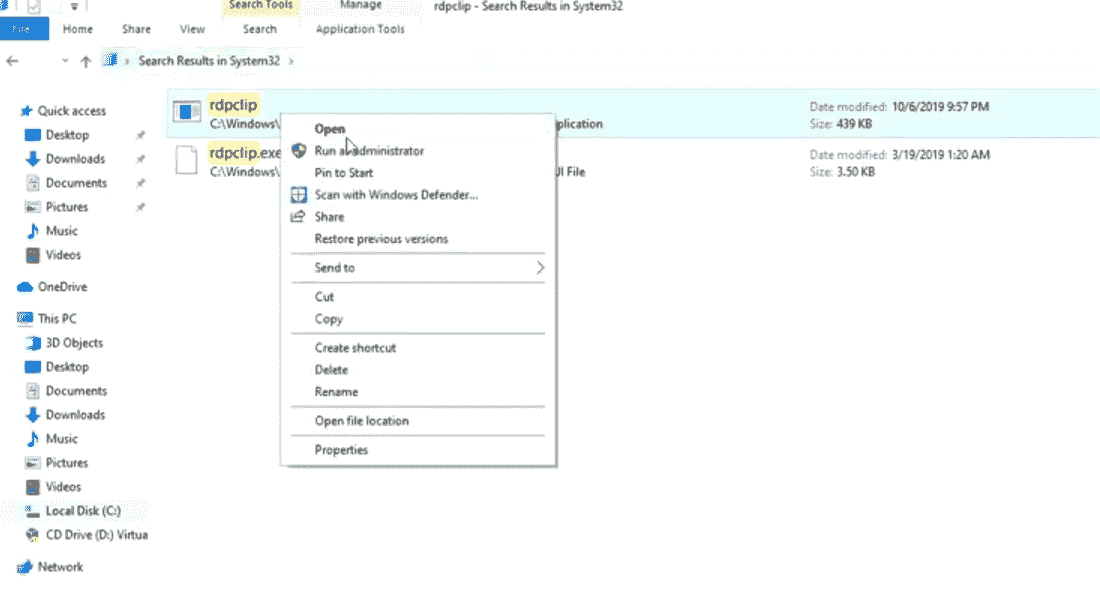 Search Tools
Manage
rdpclip - Search Results in System32
File
Home
Share
View
Search
Application Tools
Search Results in System32
Quick access
Desktop
Downloads
Documents
Pictures
Music
Videos
OneDrive
This PC
3D Objects
Desktop
Documents
Downloads
Music
Pictures
Videos
Local Disk (C:)
CD Drive (D:) Virtua
Network
rdpclip
C:\Windows\
plication
Date modified: 10/6/2019 9:57 PM
Size: 439 KB
rdpclip.exe
C:\Windows\
UI File
Date modified: 3/19/2019 1:20 AM
Size: 3.50 KB
Open
Run as administrator
Pin to Start
Scan with Windows Defender...
Share
Restore previous versions
Send to
Cut
Copy
Create shortcut
Delete
Rename
Open file location
Properties